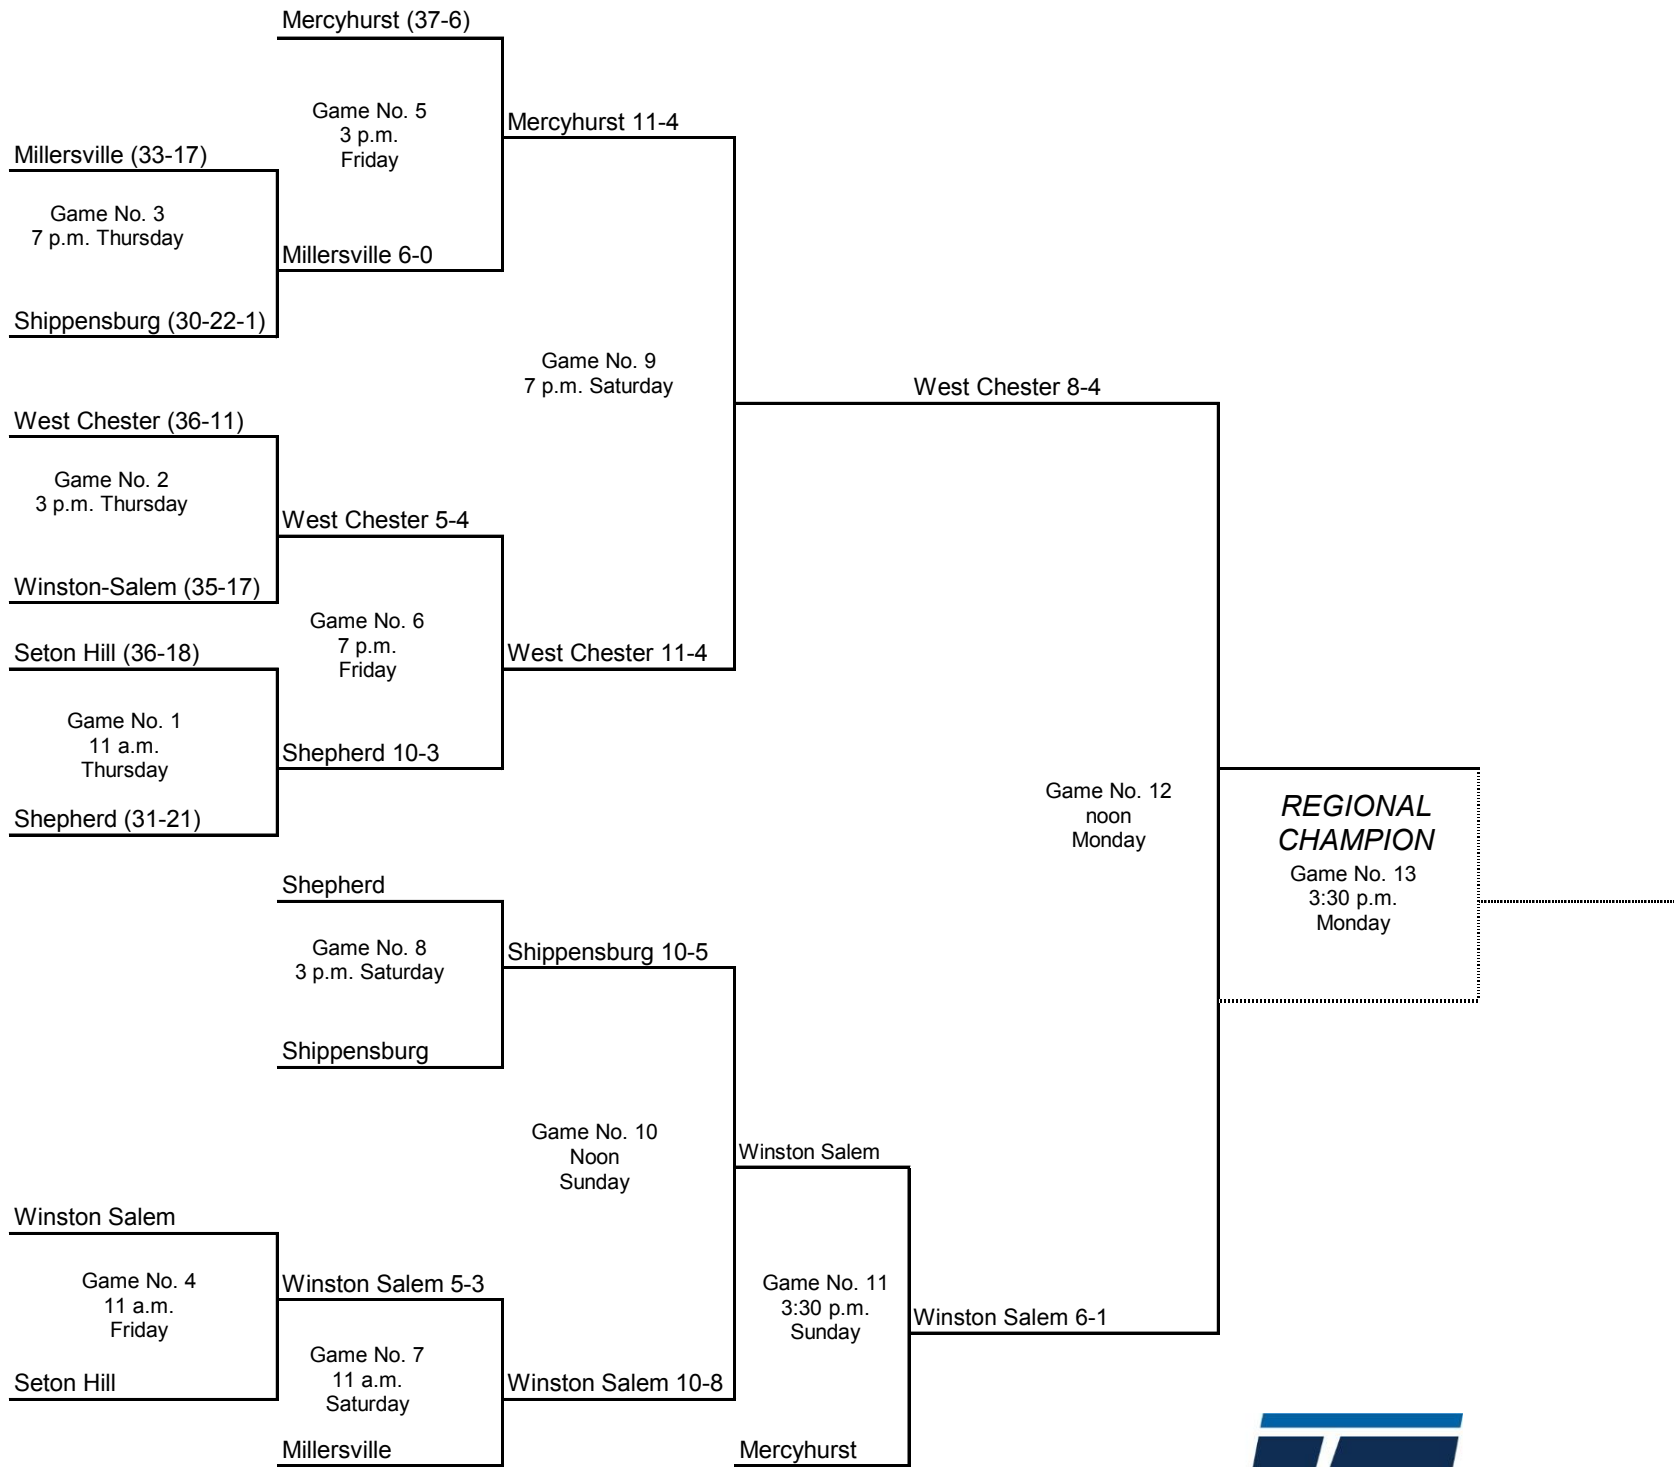 Mercyhurst (37-6)
Game No. 5
3 p.m.
Friday
Mercyhurst 11-4
Millersville (33-17)
Game No. 3
7 p.m. Thursday
Millersville 6-0
Shippensburg (30-22-1)
Game No. 9
7 p.m. Saturday
West Chester 8-4
West Chester (36-11)
Game No. 2
3 p.m. Thursday
West Chester 5-4
Winston-Salem (35-17)
Game No. 6
7 p.m.
Friday
Seton Hill (36-18)
West Chester 11-4
Game No. 1
11 a.m.
Thursday
Shepherd 10-3
Shepherd (31-21)
Game No. 12
noon
Monday
REGIONAL
CHAMPION
Game No. 13
3:30 p.m.
Monday
Shepherd
Game No. 8
3 p.m. Saturday
Shippensburg 10-5
Shippensburg
Game No. 10
Noon
Sunday
Winston Salem
Winston Salem
Game No. 4
11 a.m.
Friday
Winston Salem 5-3
Game No. 11
3:30 p.m.
Sunday
Winston Salem 6-1
Seton Hill
Game No. 7
11 a.m.
Saturday
Winston Salem 10-8
Millersville
Mercyhurst